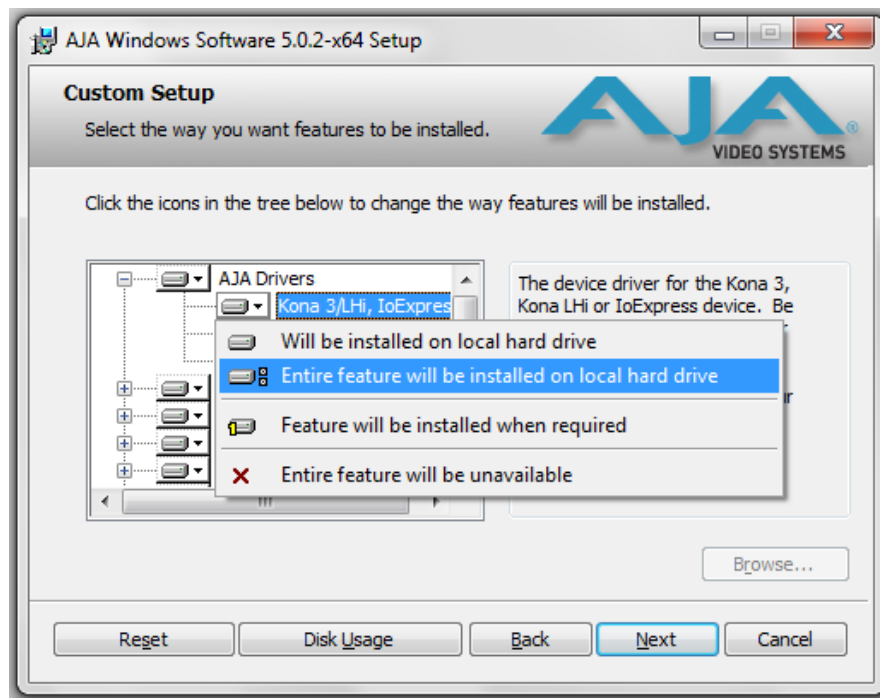 AJA Windows Software 5.0.2-x64 Setup
Custom Setup
Select the way you want features to be installed.
AJA
VIDEO SYSTEMS
Click the icons in the tree below to change the way features will be installed.
AJA Drivers
Kona 3/LHi, IoExpres
The device driver for the Kona 3,
Kona LHi or IoExpress device. Be
Will be installed on local hard drive
Entire feature will be installed on local hard drive
Feature will be installed when required
Entire feature will be unavailable
Browse...
Reset
Disk Usage
Back
Next
Cancel